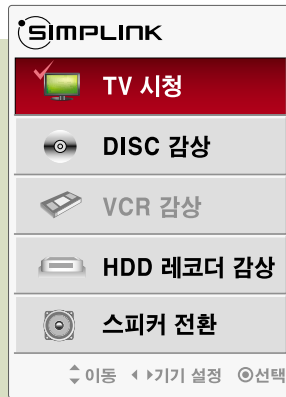 SIMPLINK
TV 시청
DISC 감상
VCR 감상
HDD 레코더 감상
스피커 전환
이동 기기 설정 선택